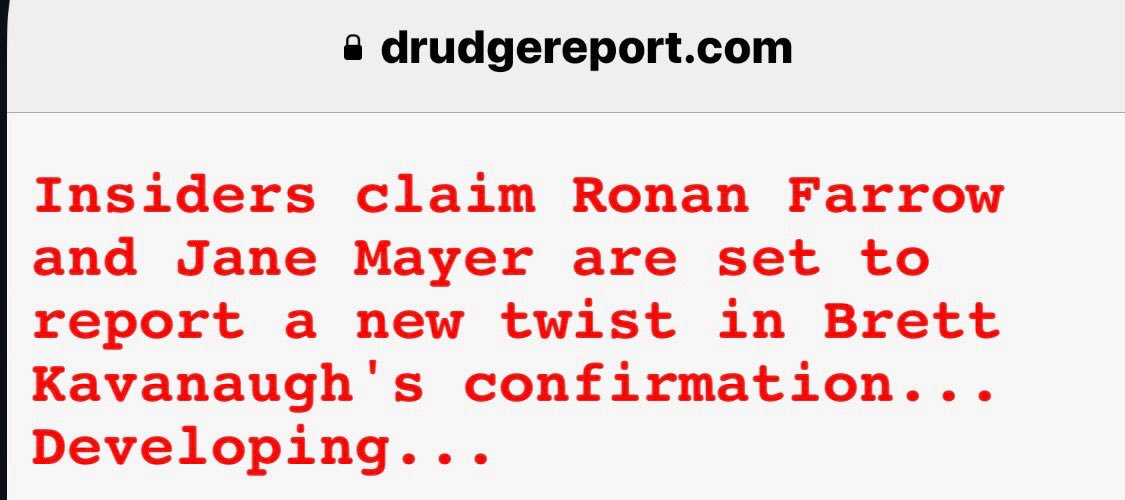 drudgereport.com
Insiders claim Ronan Farrow
and Jane Mayer are set to
report a new twist in Brett
Kavanaugh's confirmation...
Developing...